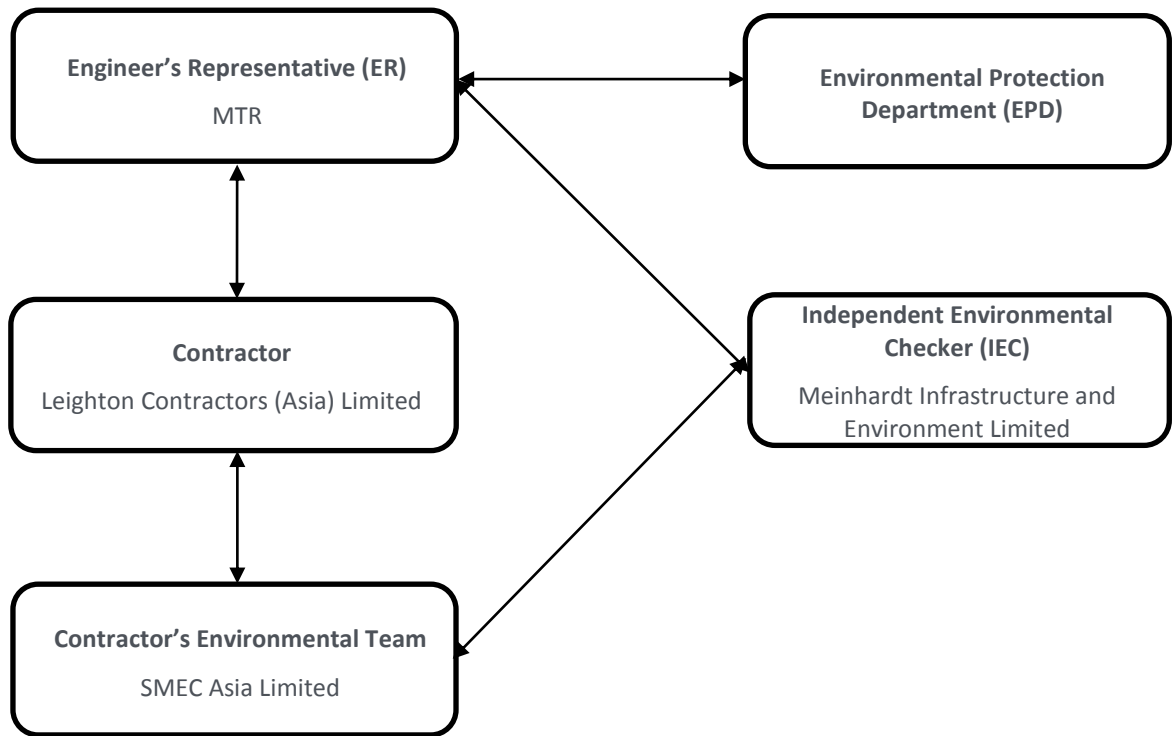 Engineer’s Representative (ER)
MTR
Environmental Protection
Department (EPD)
Contractor
Leighton Contractors (Asia) Limited
Independent Environmental
Checker (IEC)
Meinhardt Infrastructure and
Environment Limited
Contractor’s Environmental Team
SMEC Asia Limited